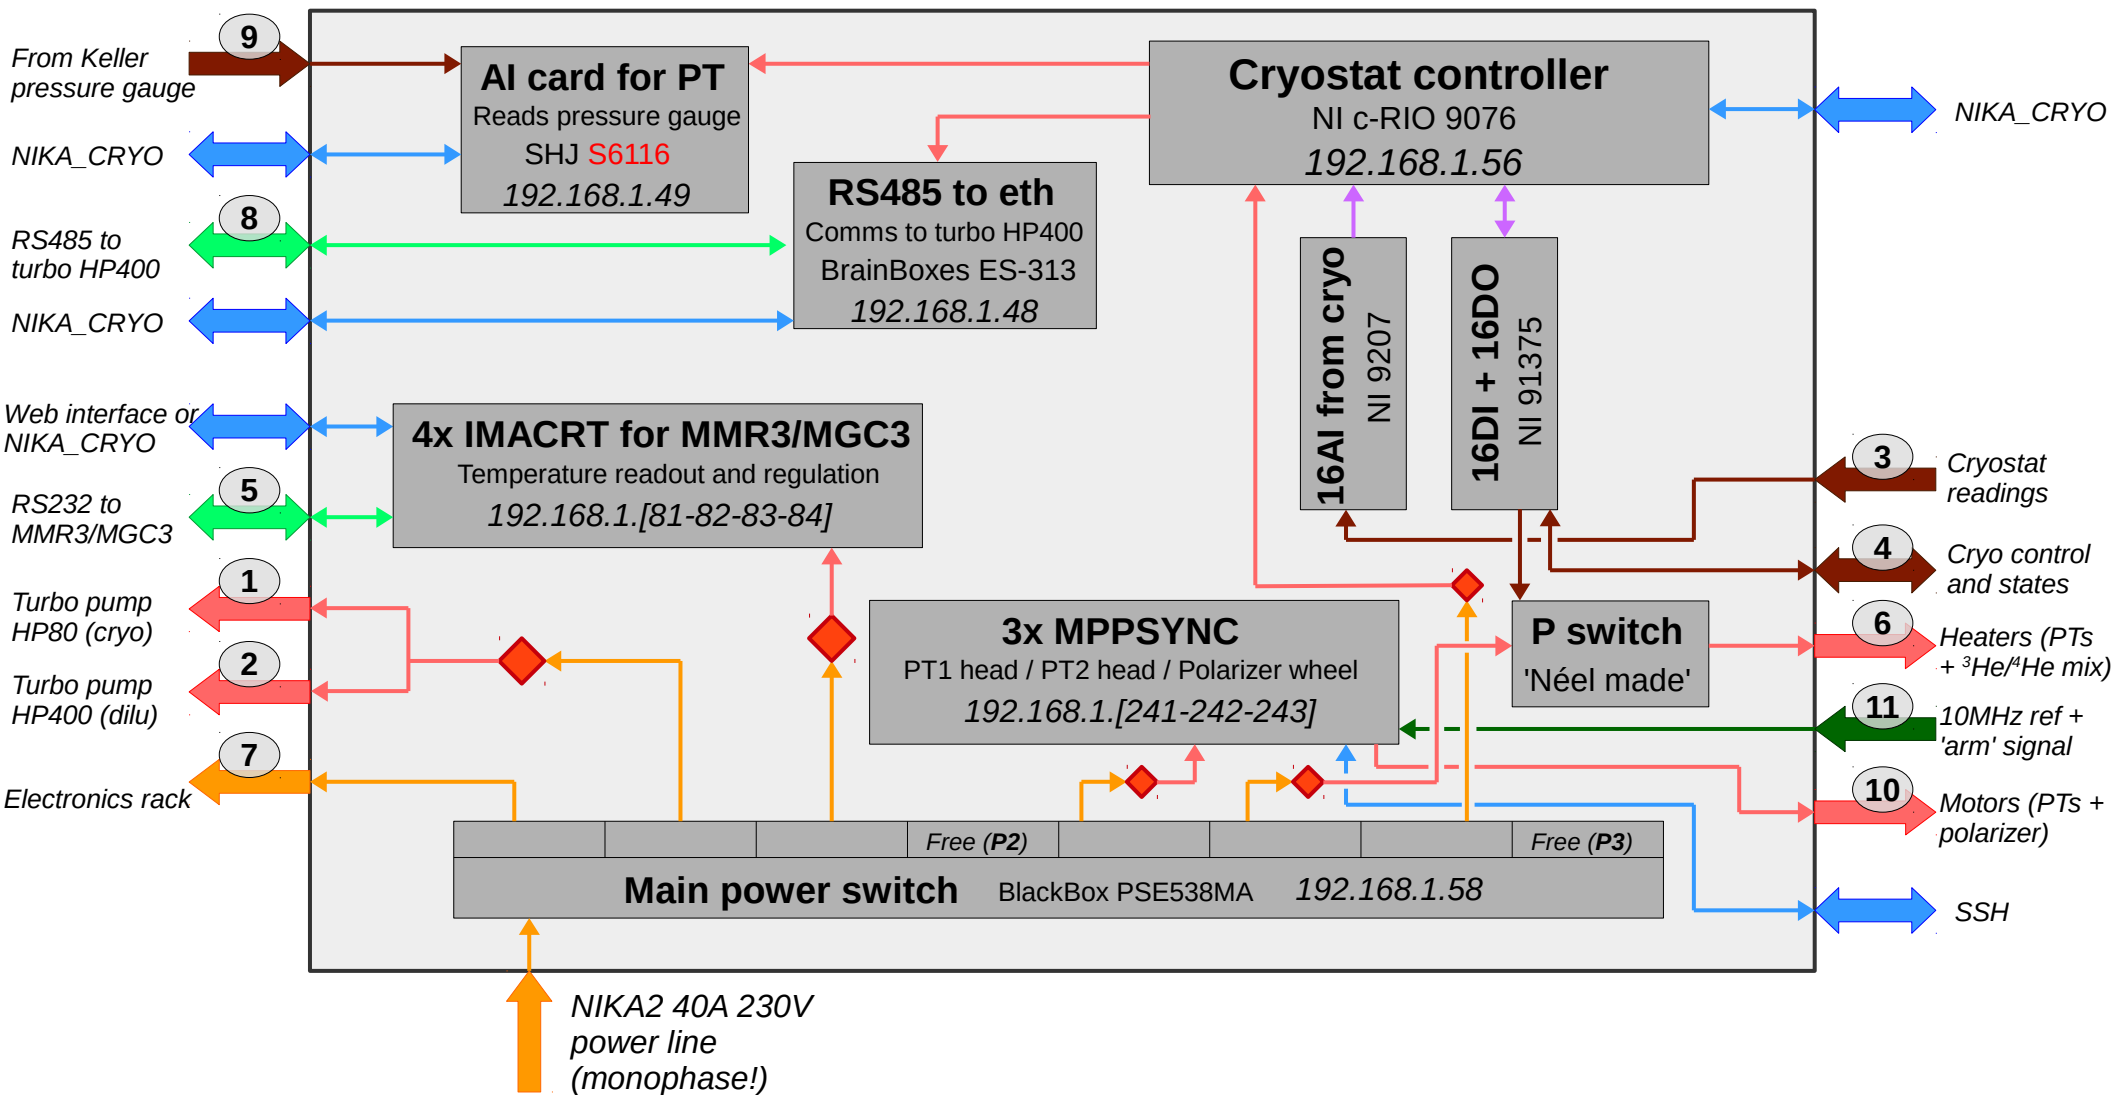 9
From Keller
pressure gauge
NIKA_CRYO
8
RS485 to
turbo HP400
NIKA_CRYO
Web interface or
NIKA_CRYO
5
RS232 to
MMR3/MGC3
1
Turbo pump
HP80 (cryo)
2
Turbo pump
HP400 (dilu)
7
Electronics rack
AI card for PT
Reads pressure gauge
SHJ S6116
192.168.1.49
RS485 to eth
Comms to turbo HP400
BrainBoxes ES-313
192.168.1.48
Cryostat controller
NI c-RIO 9076
192.168.1.56
16AI from cryo
NI 9207
16DI + 16DO
NI 91375
4x IMACRT for MMR3/MGC3
Temperature readout and regulation
192.168.1.[81-82-83-84]
3x MPPSYNC
PT1 head / PT2 head / Polarizer wheel
192.168.1.[241-242-243]
P switch
'Néel made'
Free (P2)
Free (P3)
Main power switch BlackBox PSE538MA 192.168.1.58
NIKA2 40A 230V
power line
(monophase!)
NIKA_CRYO
3
Cryostat
readings
4
Cryo control
and states
6
Heaters (PTs
+ ³He/⁴He mix)
11
10MHz ref +
'arm' signal
10
Motors (PTs +
polarizer)
SSH